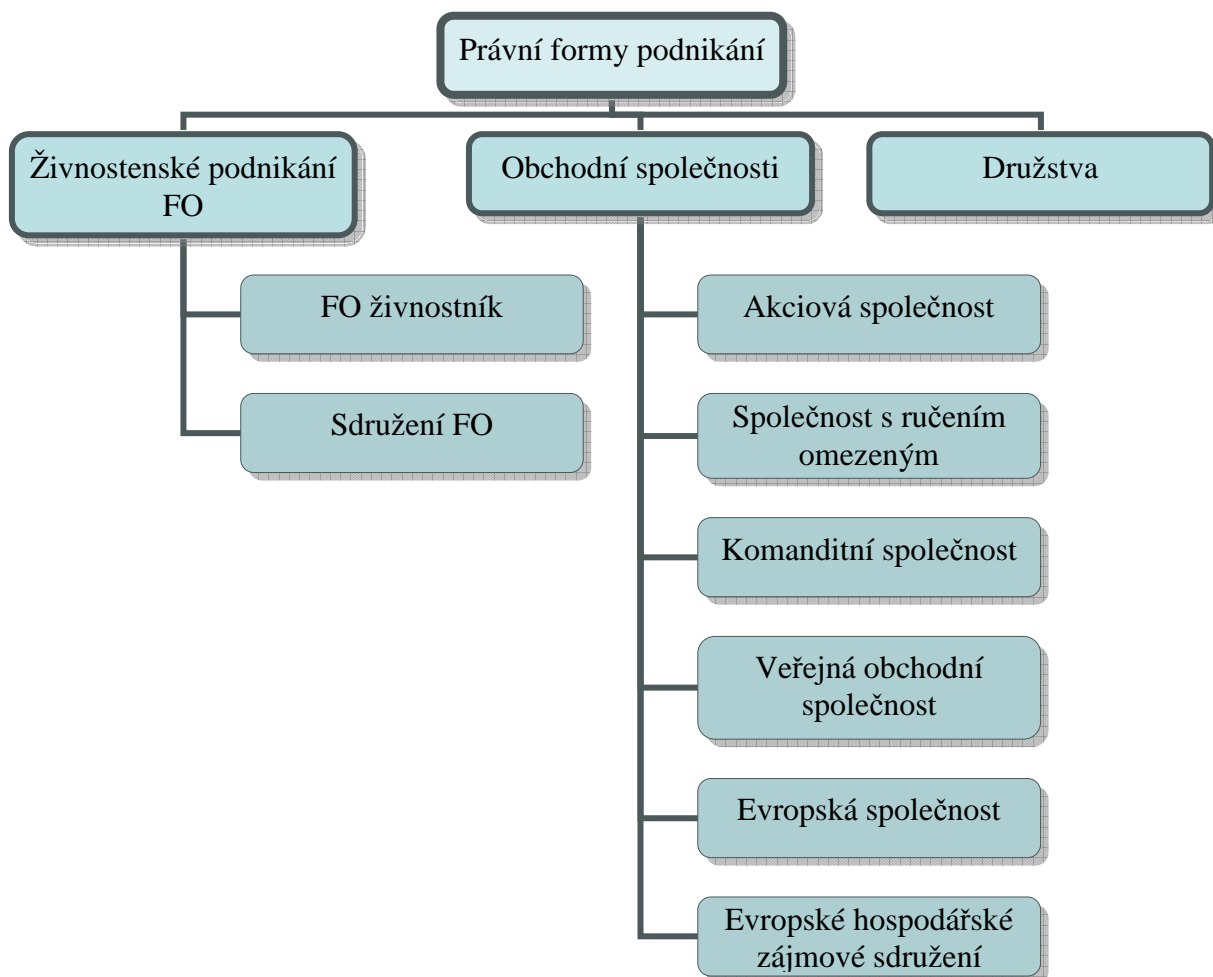 Právní formy podnikání
Živnostenské podnikání
FO
Obchodní společnosti
Družstva
FO živnostník
Sdružení FO
Akciová společnost
Společnost s ručením
omezeným
Komanditní společnost
Veřejná obchodní
společnost
Evropská společnost
Evropské hospodářské
zájmové sdružení